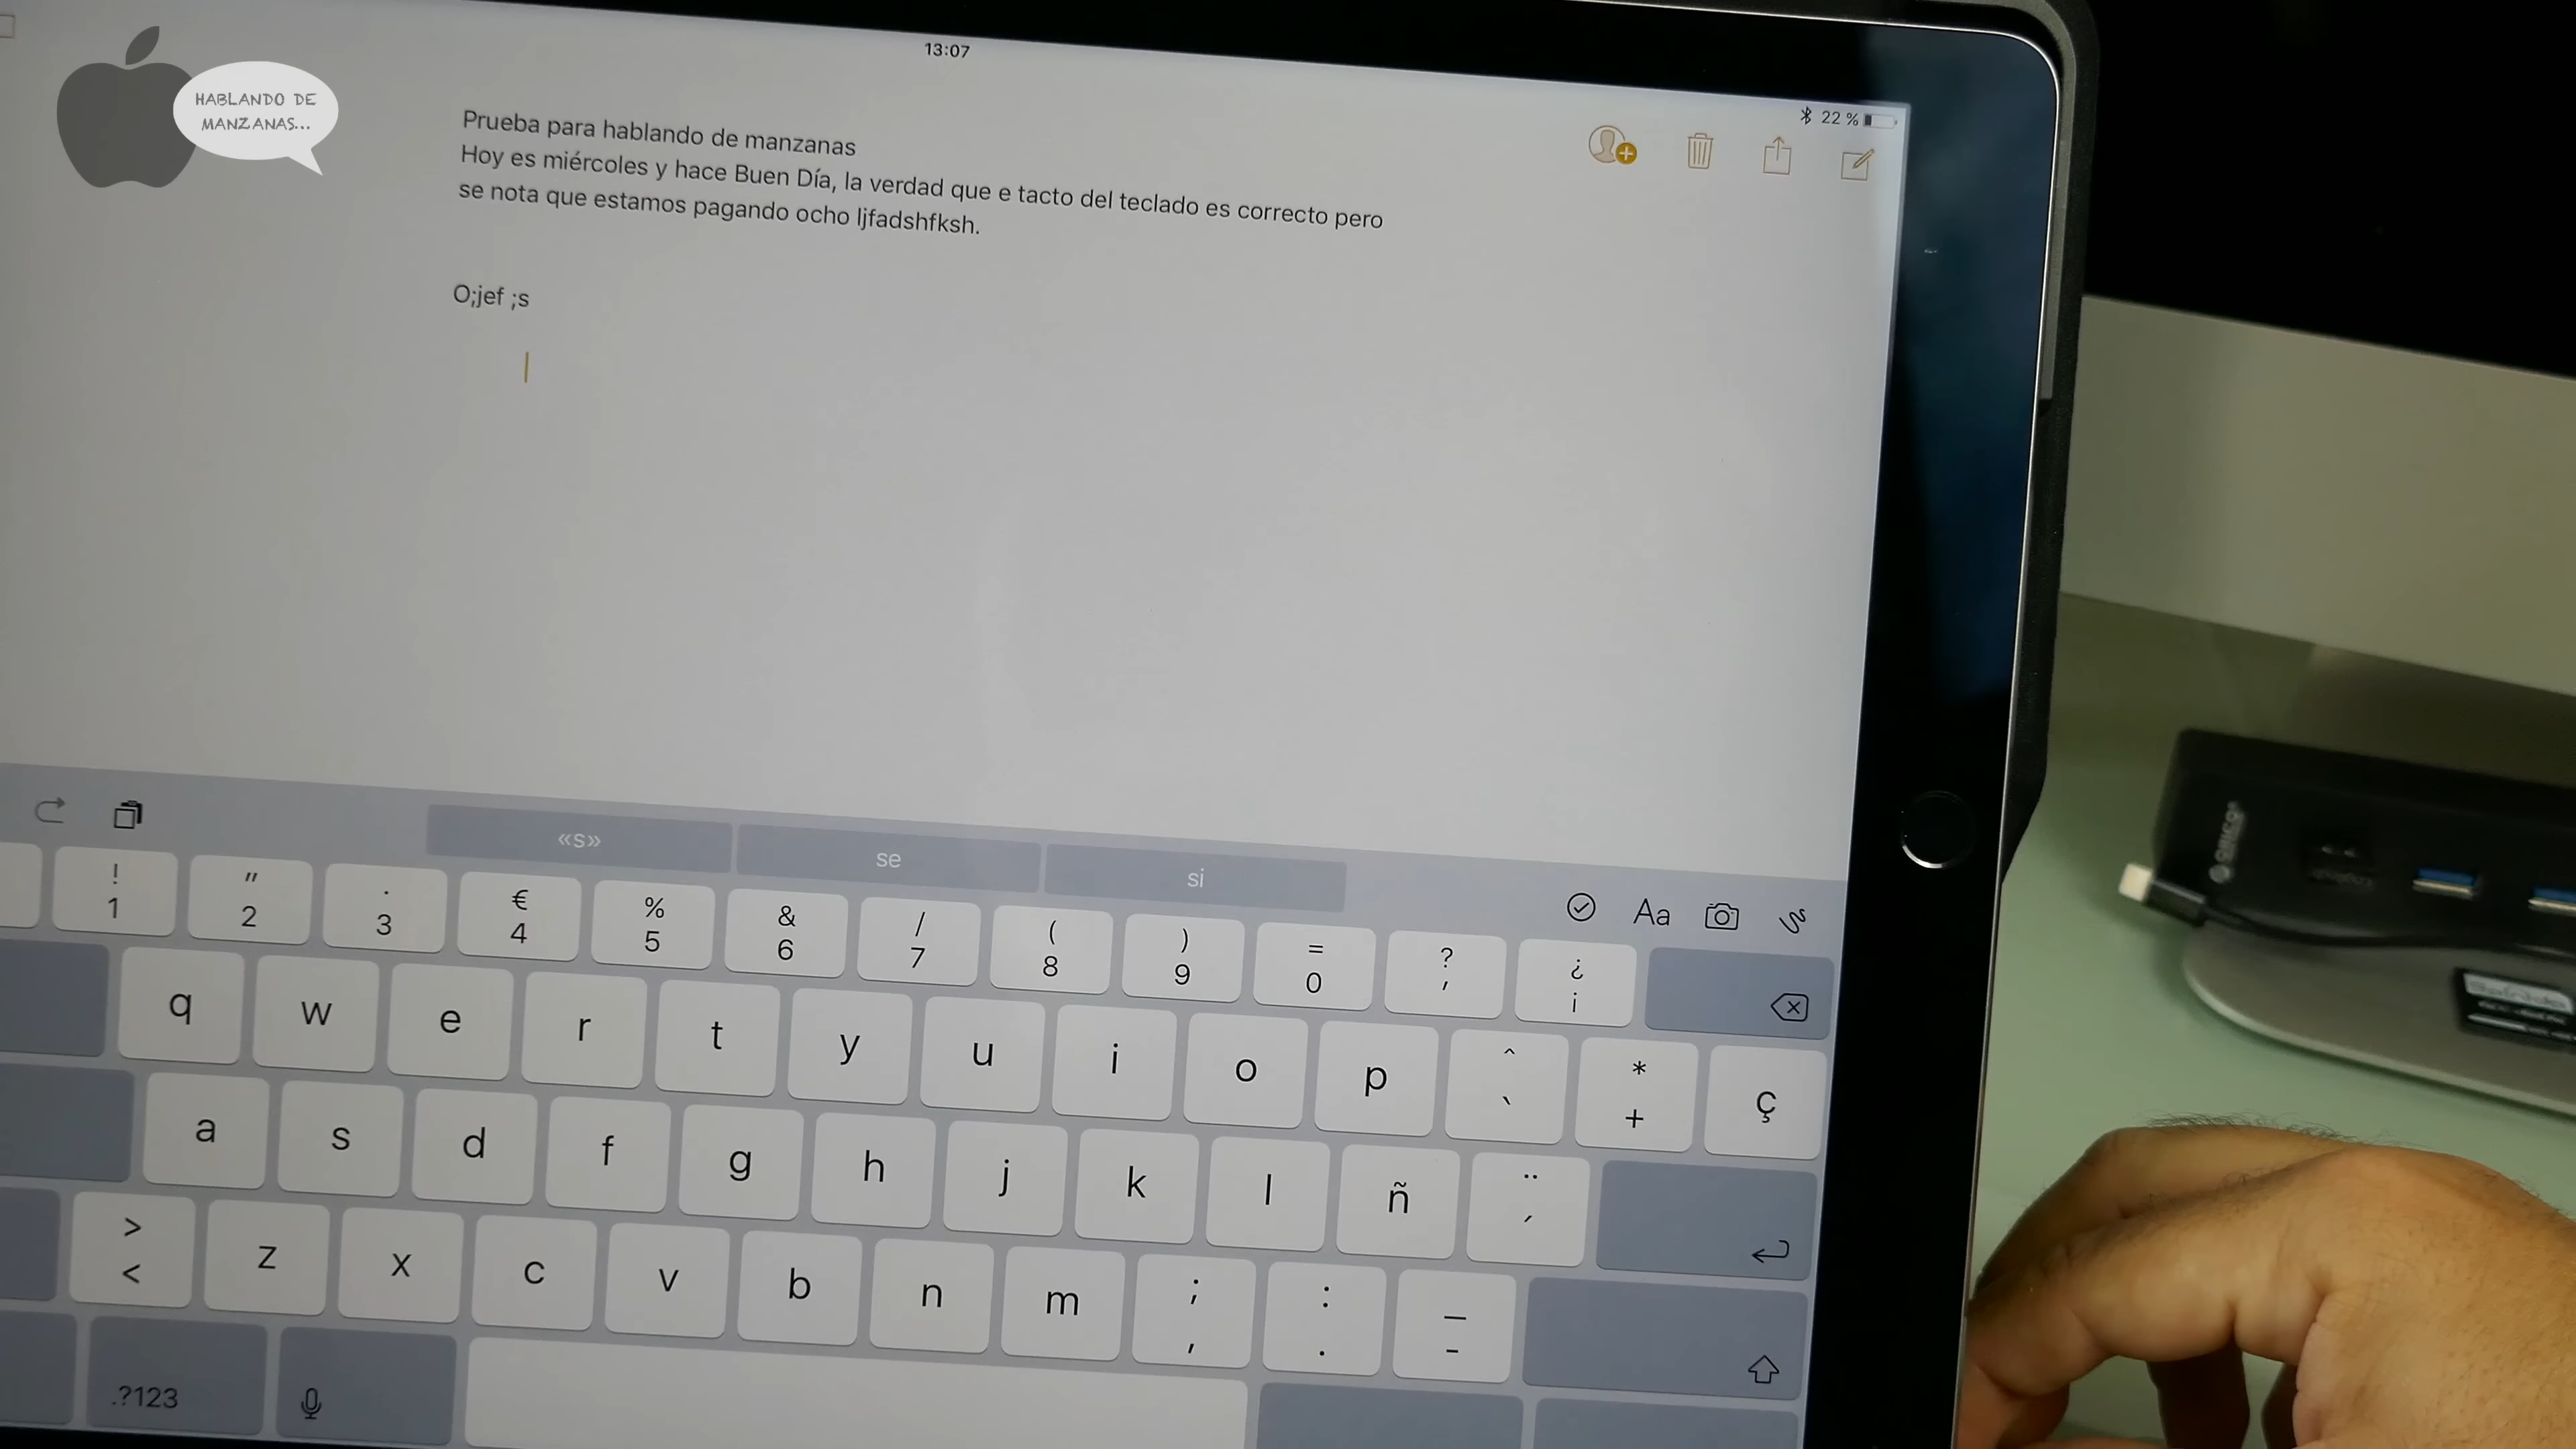 HABLANDO DE
MANZANAS...
13:07
22 %
Prueba para hablando de manzanas
Hoy es miércoles y hace Buen Día, la verdad que e tacto del teclado es correcto pero
se nota que estamos pagando ocho ljfadshfksh.
O;jef ;s
«s» se si
Aa
! " · € % & / ( ) = ? ¿
1 2 3 4 5 6 7 8 9 0 ' ¡
q w e r t y u i o p ^ ` * + ç
a s d f g h j k l ñ ¨ ´
> < z x c v b n m ; , : . _ -
.?123
ORICO